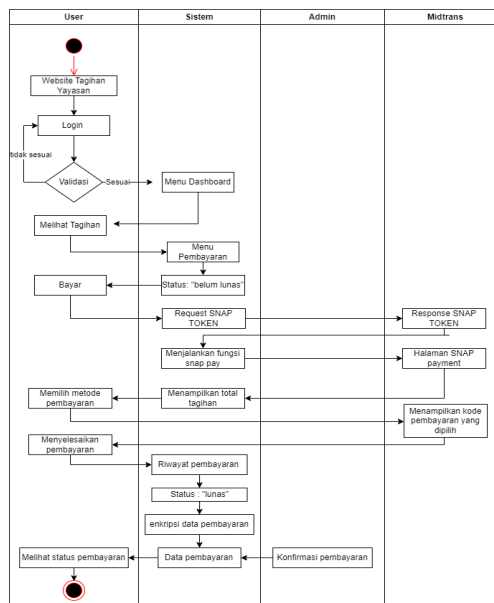 User Sistem Admin Midtrans
Website Tagihan
Yayasan
Login
tidak sesuai
Validasi
Sesuai
Menu Dashboard
Melihat Tagihan
Menu
Pembayaran
Bayar
Status: "belum lunas"
Request SNAP
TOKEN
Response SNAP
TOKEN
Menjalankan fungsi
snap pay
Halaman SNAP
payment
Memilih metode
pembayaran
Menampilkan total
tagihan
Menampilkan kode
pembayaran yang
dipilih
Menyelesaikan
pembayaran
Riwayat pembayaran
Status : "lunas"
enkripsi data pembayaran
Melihat status pembayaran
Data pembayaran
Konfirmasi pembayaran